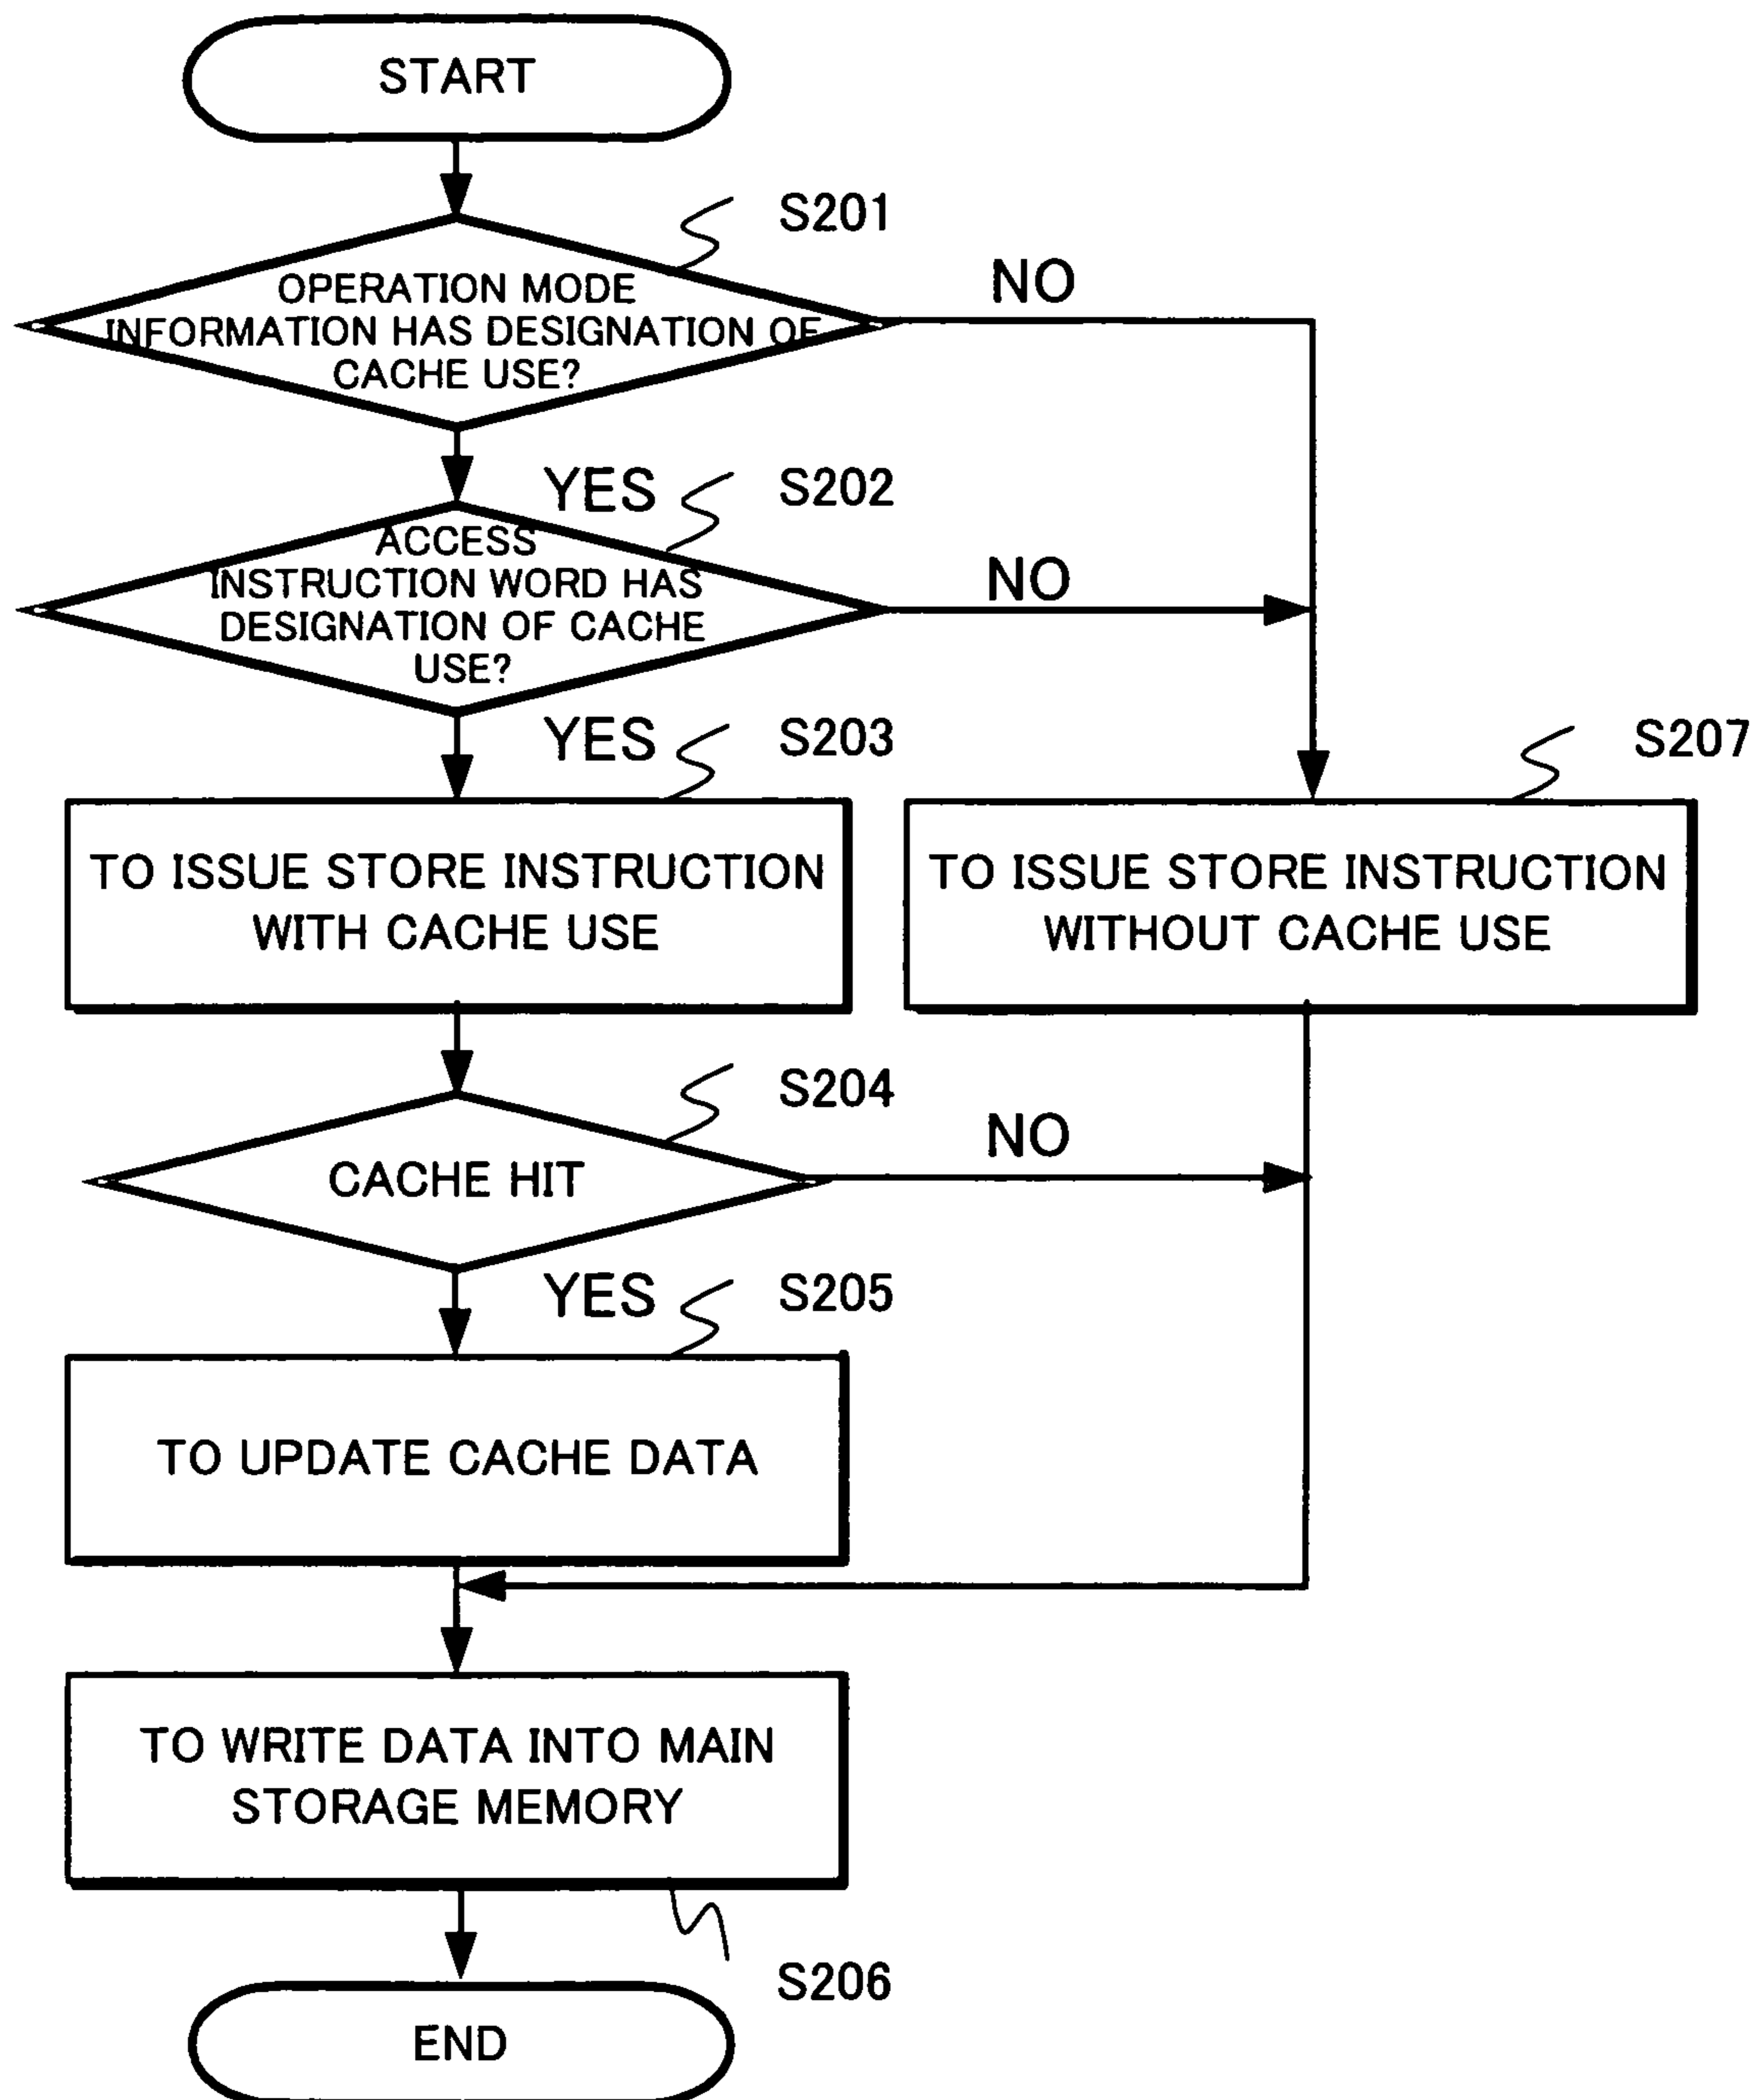 START
S201
OPERATION MODE
INFORMATION HAS DESIGNATION OF
CACHE USE?
NO
YES
S202
ACCESS
INSTRUCTION WORD HAS
DESIGNATION OF CACHE
USE?
NO
YES
S203
S207
TO ISSUE STORE INSTRUCTION
WITH CACHE USE
TO ISSUE STORE INSTRUCTION
WITHOUT CACHE USE
S204
CACHE HIT
NO
YES
S205
TO UPDATE CACHE DATA
TO WRITE DATA INTO MAIN
STORAGE MEMORY
S206
END